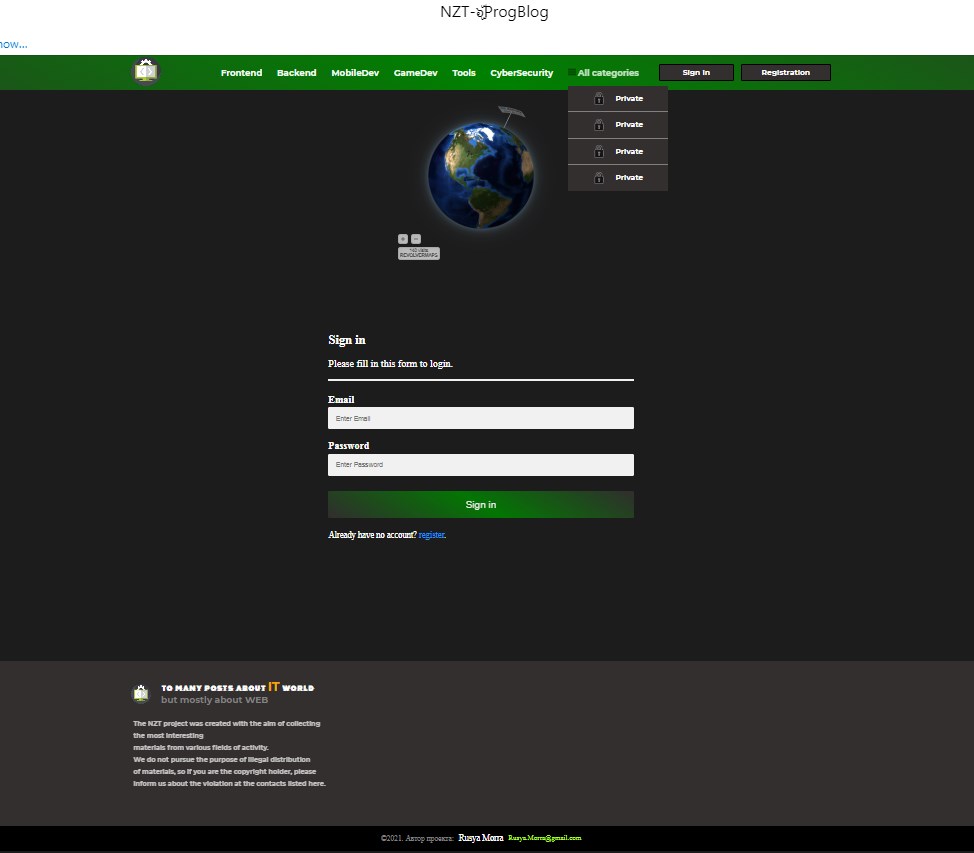 NZT-ঔProgBlog
now...
Frontend Backend MobileDev GameDev Tools CyberSecurity All categories Sign in Registration
Private
Private
Private
Private
+ −
143 visits
REVOLVERMAPS
Sign in
Please fill in this form to login.
Email
Enter Email
Password
Enter Password
Sign in
Already have no account? register.
TO MANY POSTS ABOUT IT WORLD
but mostly about WEB
The NZT project was created with the aim of collecting
the most interesting
materials from various fields of activity.
We do not pursue the purpose of illegal distribution
of materials, so if you are the copyright holder, please
inform us about the violation at the contacts listed here.
©2021. Автор проекта: Rusya Morra Rusya.Morra@gmail.com